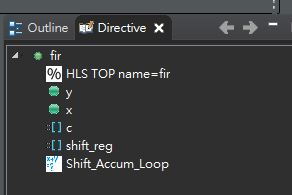 Outline Directive
fir
% HLS TOP name=fir
y
x
[] c
[] shift_reg
Shift_Accum_Loop